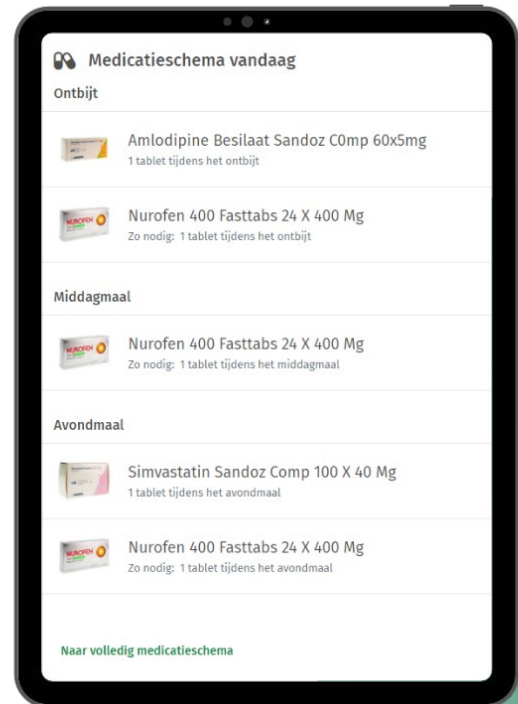 Medicatieschema vandaag
Ontbijt
Amlodipine Besilaat Sandoz C0mp 60x5mg
1 tablet tijdens het ontbijt
NUROFEN
Nurofen 400 Fasttabs 24 X 400 Mg
Zo nodig: 1 tablet tijdens het ontbijt
Middagmaal
NUROFEN
Nurofen 400 Fasttabs 24 X 400 Mg
Zo nodig: 1 tablet tijdens het middagmaal
Avondmaal
Simvastatin Sandoz Comp 100 X 40 Mg
1 tablet tijdens het avondmaal
NUROFEN
Nurofen 400 Fasttabs 24 X 400 Mg
Zo nodig: 1 tablet tijdens het avondmaal
Naar volledig medicatieschema